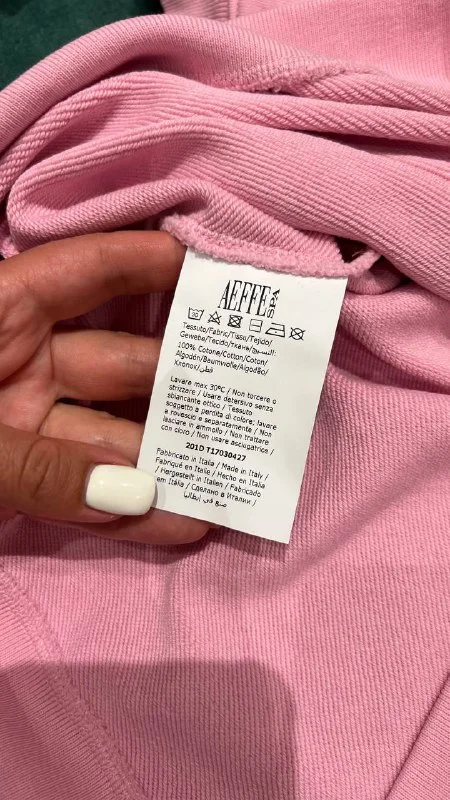 AEFFE SPA
30
Tessuto/Fabric/Tissu/Tejido/
Gewebe/Tecido/ткани/النسيج:
100% Cotone/Cotton/Coton/
Algodón/Baumwolle/Algodão/
Хлопок/قطن
Lavare max 30°C / Non torcere o
strizzare / Usare detersivo senza
sbiancante ottico / Tessuto
soggetto a perdita di colore; lavare
a rovescio e separatamente / Non
lasciare in ammollo / Non trattare
con cloro / Non usare asciugatrice /
201D T17030427
Fabbricato in Italia / Made in Italy /
Fabriqué en Italie / Hecho en Italia
/ Hergestellt in Italien / Fabricado
em Itália / Сделано в Италии /
صنع في إيطاليا